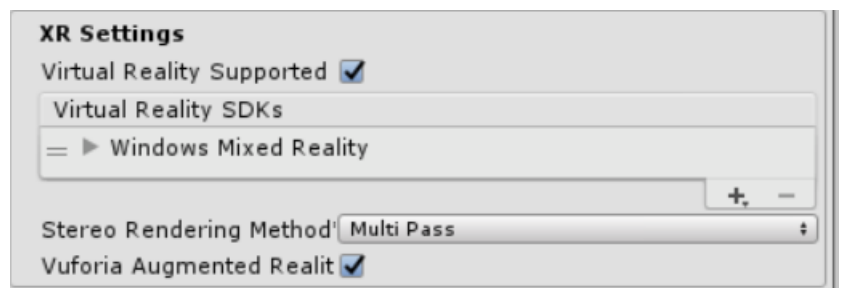 XR Settings
Virtual Reality Supported
Virtual Reality SDKs
Windows Mixed Reality
Stereo Rendering Method* Multi Pass
Vuforia Augmented Realit